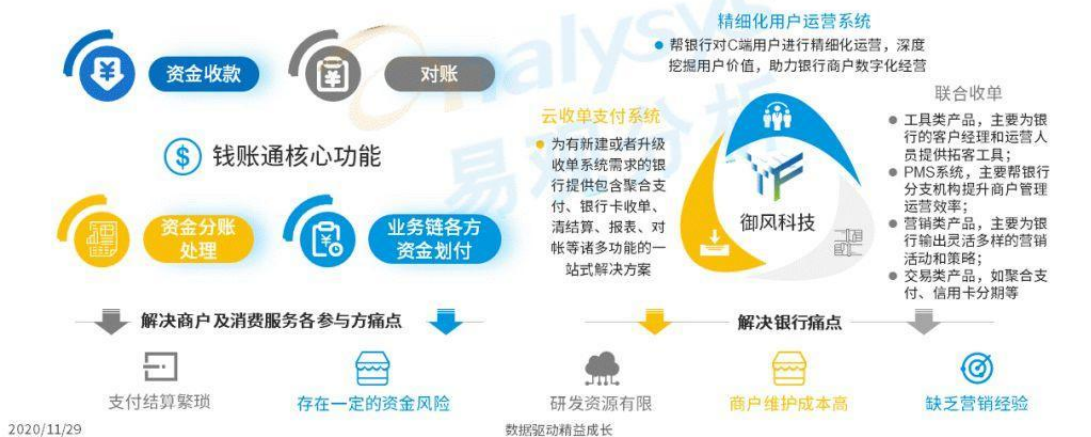 资金收款
对账
钱账通核心功能
资金分账
处理
业务链各方
资金划付
解决商户及消费服务各参与方痛点
支付结算繁琐
存在一定的资金风险
精细化用户运营系统
帮银行对C端用户进行精细化运营，深度
挖掘用户价值，助力银行商户数字化经营
云收单支付系统
为有新建或者升级
收单系统需求的银
行提供包含聚合支
付、银行卡收单、
清结算、报表、对
帐等诸多功能的一
站式解决方案
御风科技
联合收单
工具类产品，主要为银
行的客户经理和运营人
员提供拓客工具；
PMS系统，主要帮银行
分支机构提升商户管理
运营效率；
营销类产品，主要为银
行输出灵活多样的营销
活动和策略；
交易类产品，如聚合支
付、信用卡分期等
解决银行痛点
研发资源有限
商户维护成本高
缺乏营销经验
2020/11/29
数据驱动精益成长
nalysys
易观分析